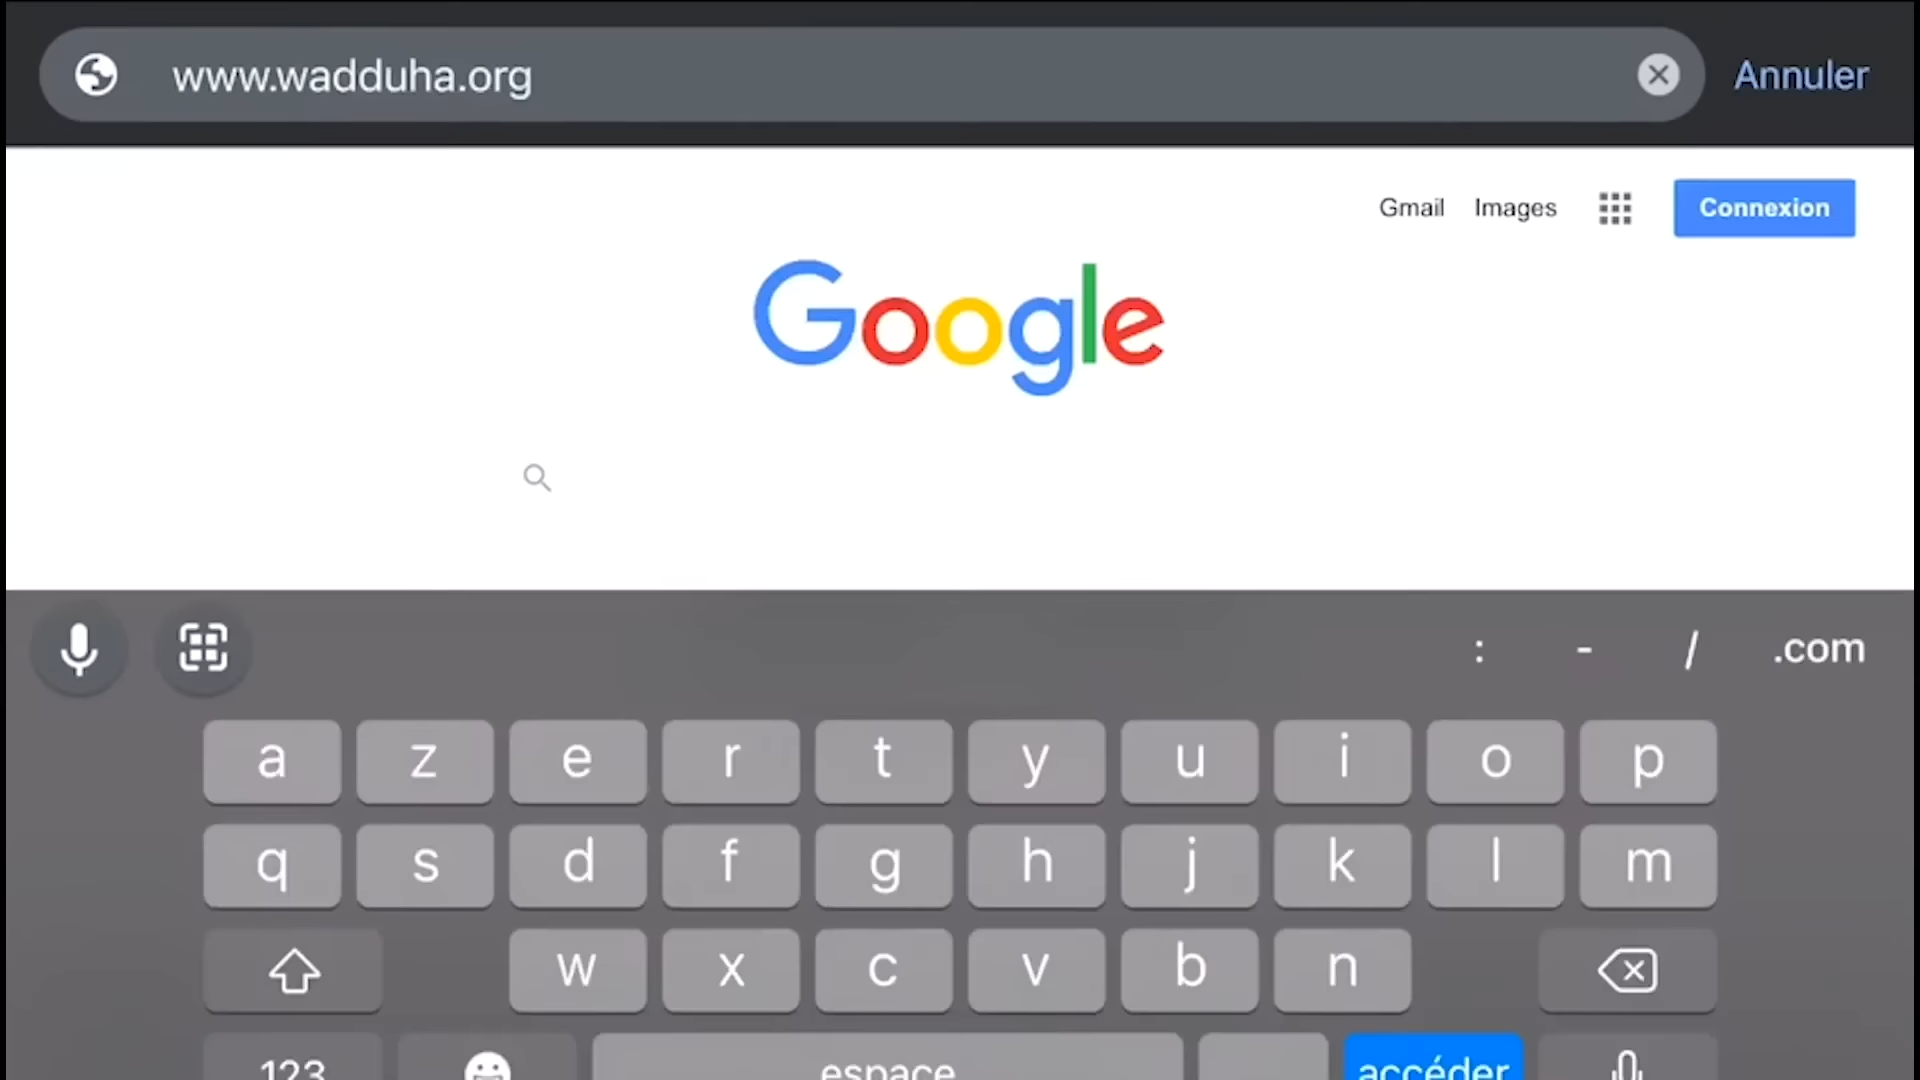 www.wadduha.org
Annuler
Gmail Images Connexion
Google
: - / .com
a z e r t y u i o p
q s d f g h j k l m
w x c v b n
123 espace accéder